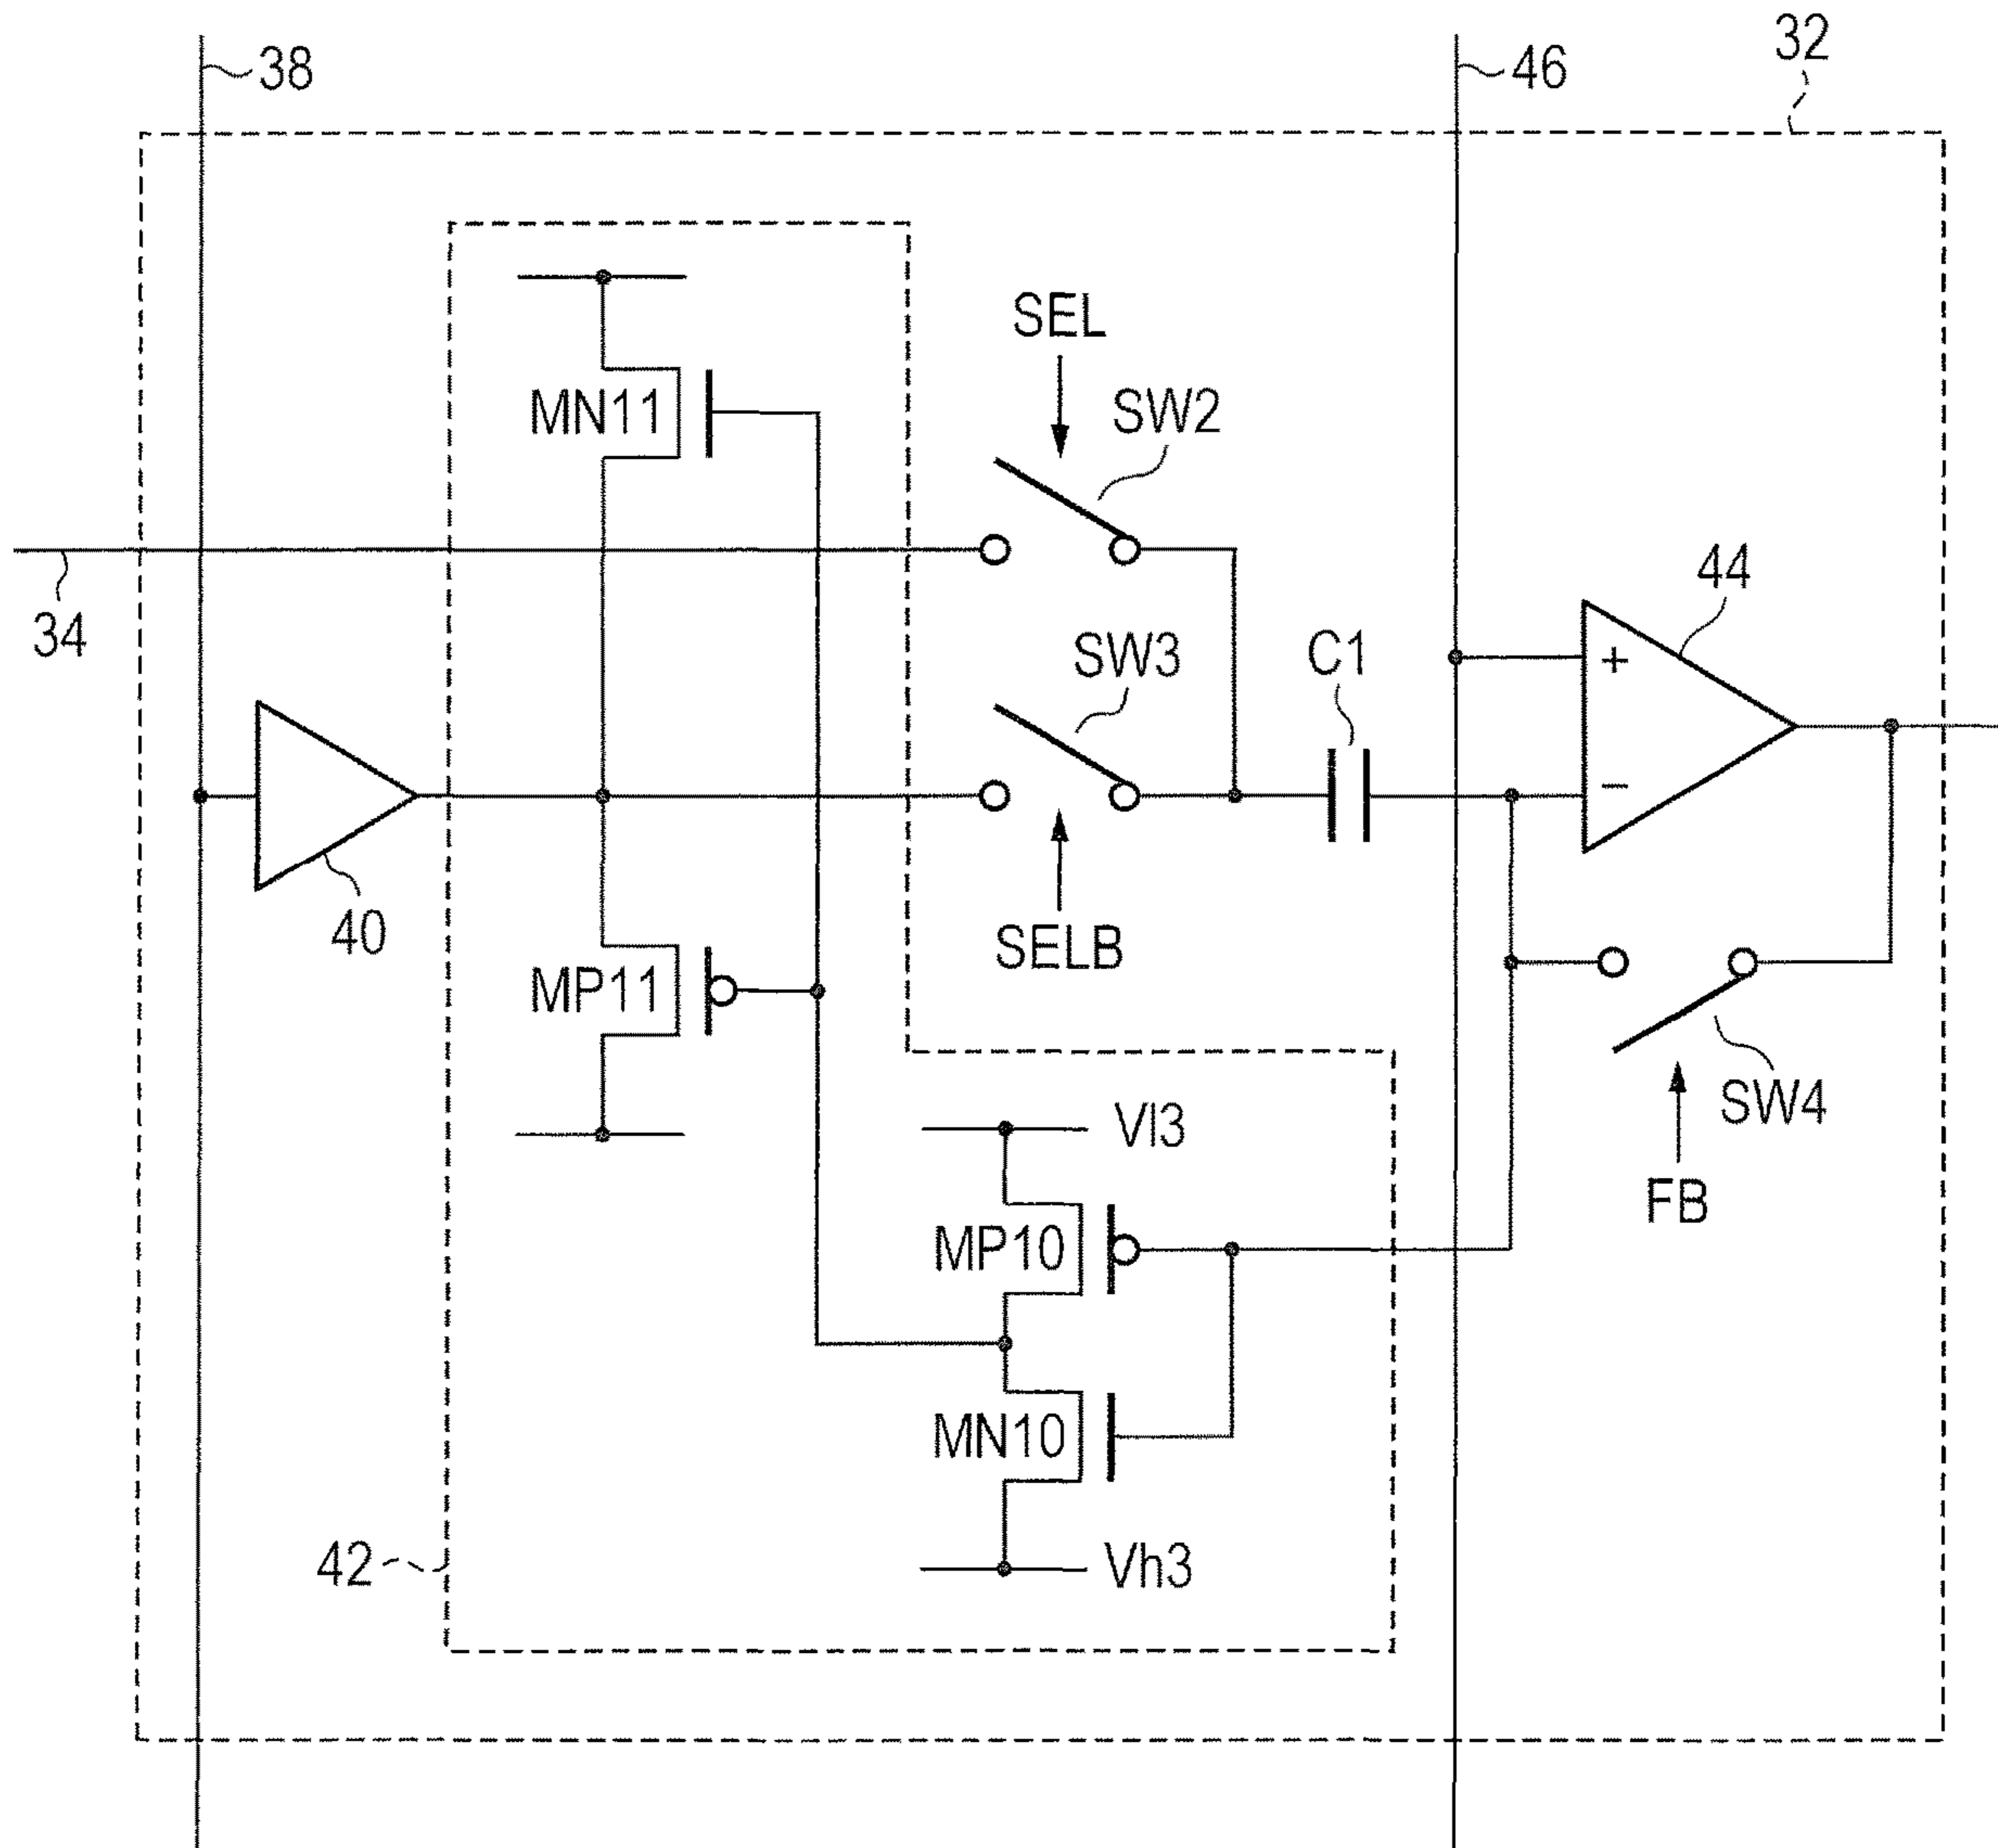 32
38
46
SEL
MN11
SW2
34
44
SW3
C1
+
−
40
SELB
MP11
SW4
Vl3
FB
MP10
MN10
42
Vh3